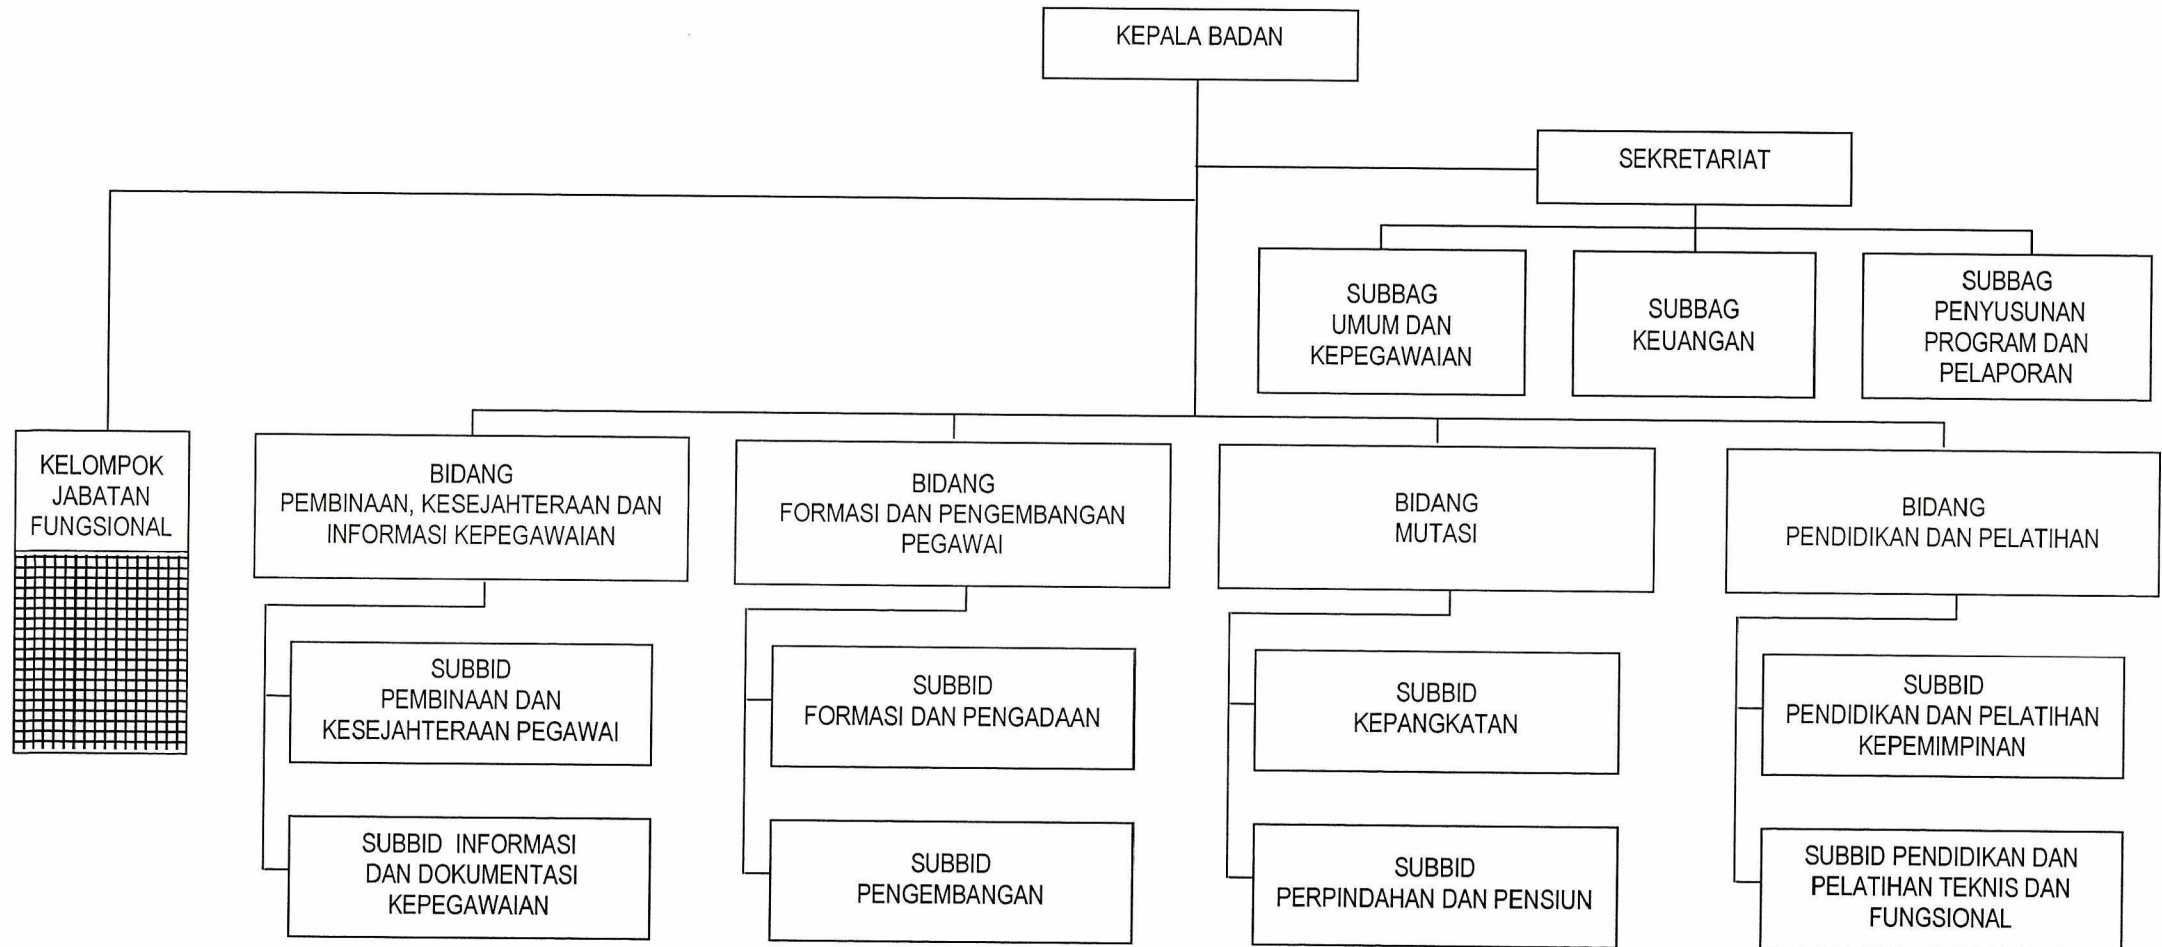 KEPALA BADAN
SEKRETARIAT
SUBBAG
UMUM DAN
KEPEGAWAIAN
SUBBAG
KEUANGAN
SUBBAG
PENYUSUNAN
PROGRAM DAN
PELAPORAN
KELOMPOK
JABATAN
FUNGSIONAL
BIDANG
PEMBINAAN, KESEJAHTERAAN DAN
INFORMASI KEPEGAWAIAN
BIDANG
FORMASI DAN PENGEMBANGAN
PEGAWAI
BIDANG
MUTASI
BIDANG
PENDIDIKAN DAN PELATIHAN
SUBBID
PEMBINAAN DAN
KESEJAHTERAAN PEGAWAI
SUBBID
FORMASI DAN PENGADAAN
SUBBID
KEPANGKATAN
SUBBID
PENDIDIKAN DAN PELATIHAN
KEPEMIMPINAN
SUBBID INFORMASI
DAN DOKUMENTASI
KEPEGAWAIAN
SUBBID
PENGEMBANGAN
SUBBID
PERPINDAHAN DAN PENSIUN
SUBBID PENDIDIKAN DAN
PELATIHAN TEKNIS DAN
FUNGSIONAL